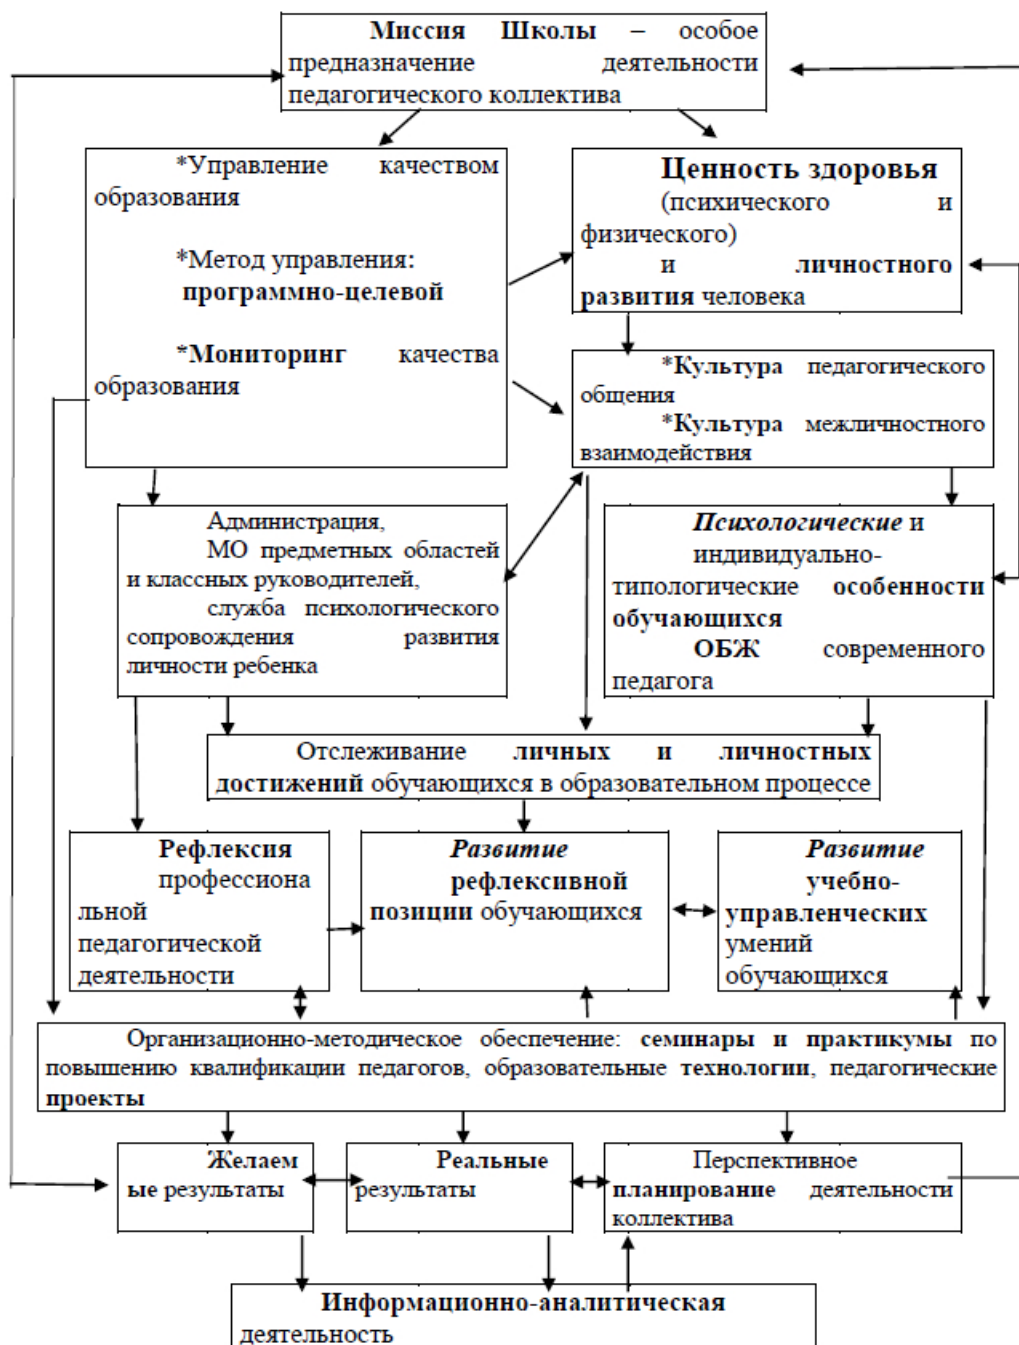 Миссия Школы – особое
предназначение деятельности
педагогического коллектива
*Управление качеством
образования
*Метод управления:
программно-целевой
*Мониторинг качества
образования
Ценность здоровья
(психического и
физического)
и личностного
развития человека
*Культура педагогического
общения
*Культура межличностного
взаимодействия
Администрация,
МО предметных областей
и классных руководителей,
служба психологического
сопровождения развития
личности ребенка
Психологические и
индивидуально-
типологические особенности
обучающихся
ОБЖ современного
педагога
Отслеживание личных и личностных
достижений обучающихся в образовательном процессе
Рефлексия
профессиона
льной
педагогической
деятельности
Развитие
рефлексивной
позиции обучающихся
Развитие
учебно-
управленческих
умений
обучающихся
Организационно-методическое обеспечение: семинары и практикумы по
повышению квалификации педагогов, образовательные технологии, педагогические
проекты
Желаем
ые результаты
Реальные
результаты
Перспективное
планирование деятельности
коллектива
Информационно-аналитическая
деятельность